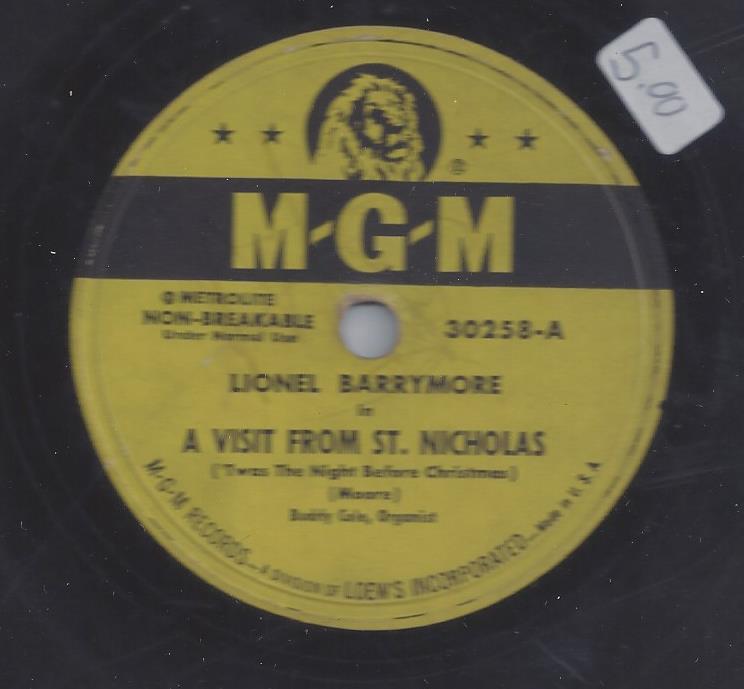 5.90
®
M-G-M
® METROLITE
NON-BREAKABLE
Under Normal Use
30258-A
LIONEL BARRYMORE
in
A VISIT FROM ST. NICHOLAS
('Twas The Night Before Christmas)
(Moore)
Buddy Cole, Organist
M-G-M RECORDS—A DIVISION OF LOEW'S INCORPORATED—Made in U.S.A.